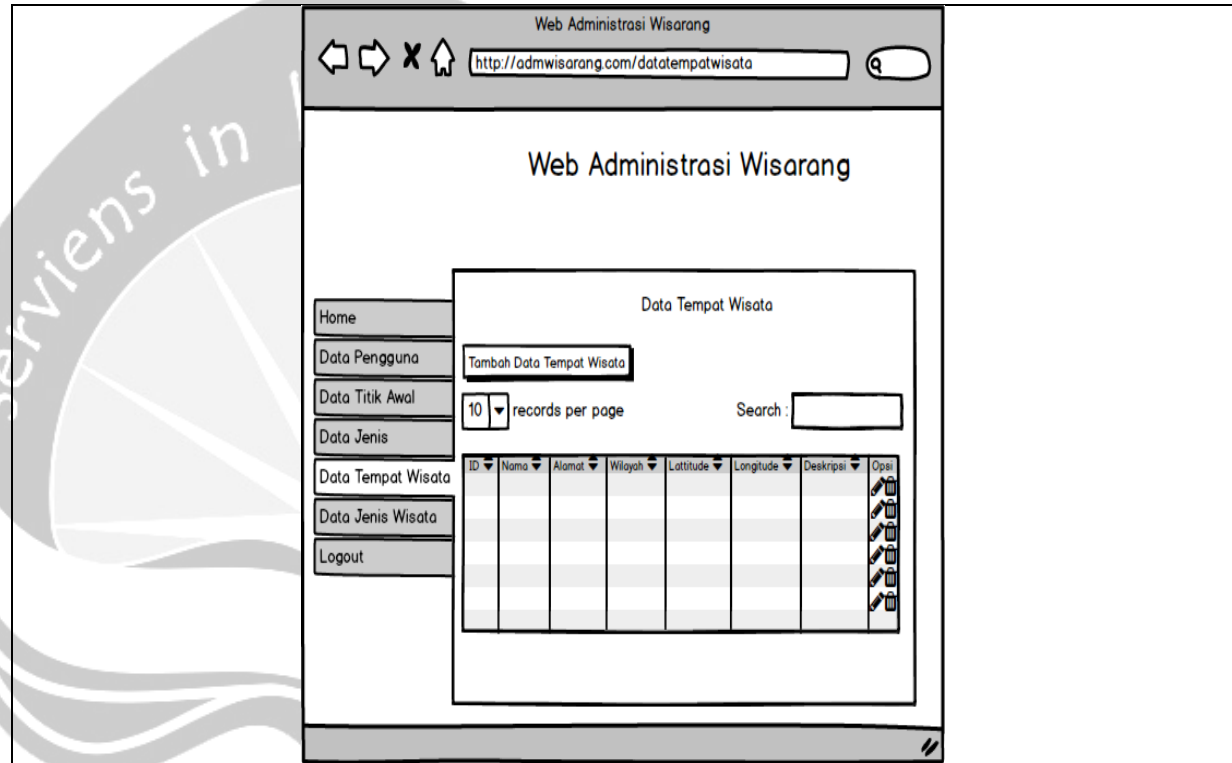 serviens in
Web Administrasi Wisarang
http://admwisarang.com/datatempatwisata
Web Administrasi Wisarang
Home
Data Pengguna
Data Titik Awal
Data Jenis
Data Tempat Wisata
Data Jenis Wisata
Logout
Data Tempat Wisata
Tambah Data Tempat Wisata
10 records per page Search :
ID Nama Alamat Wilayah Lattitude Longitude Deskripsi Opsi